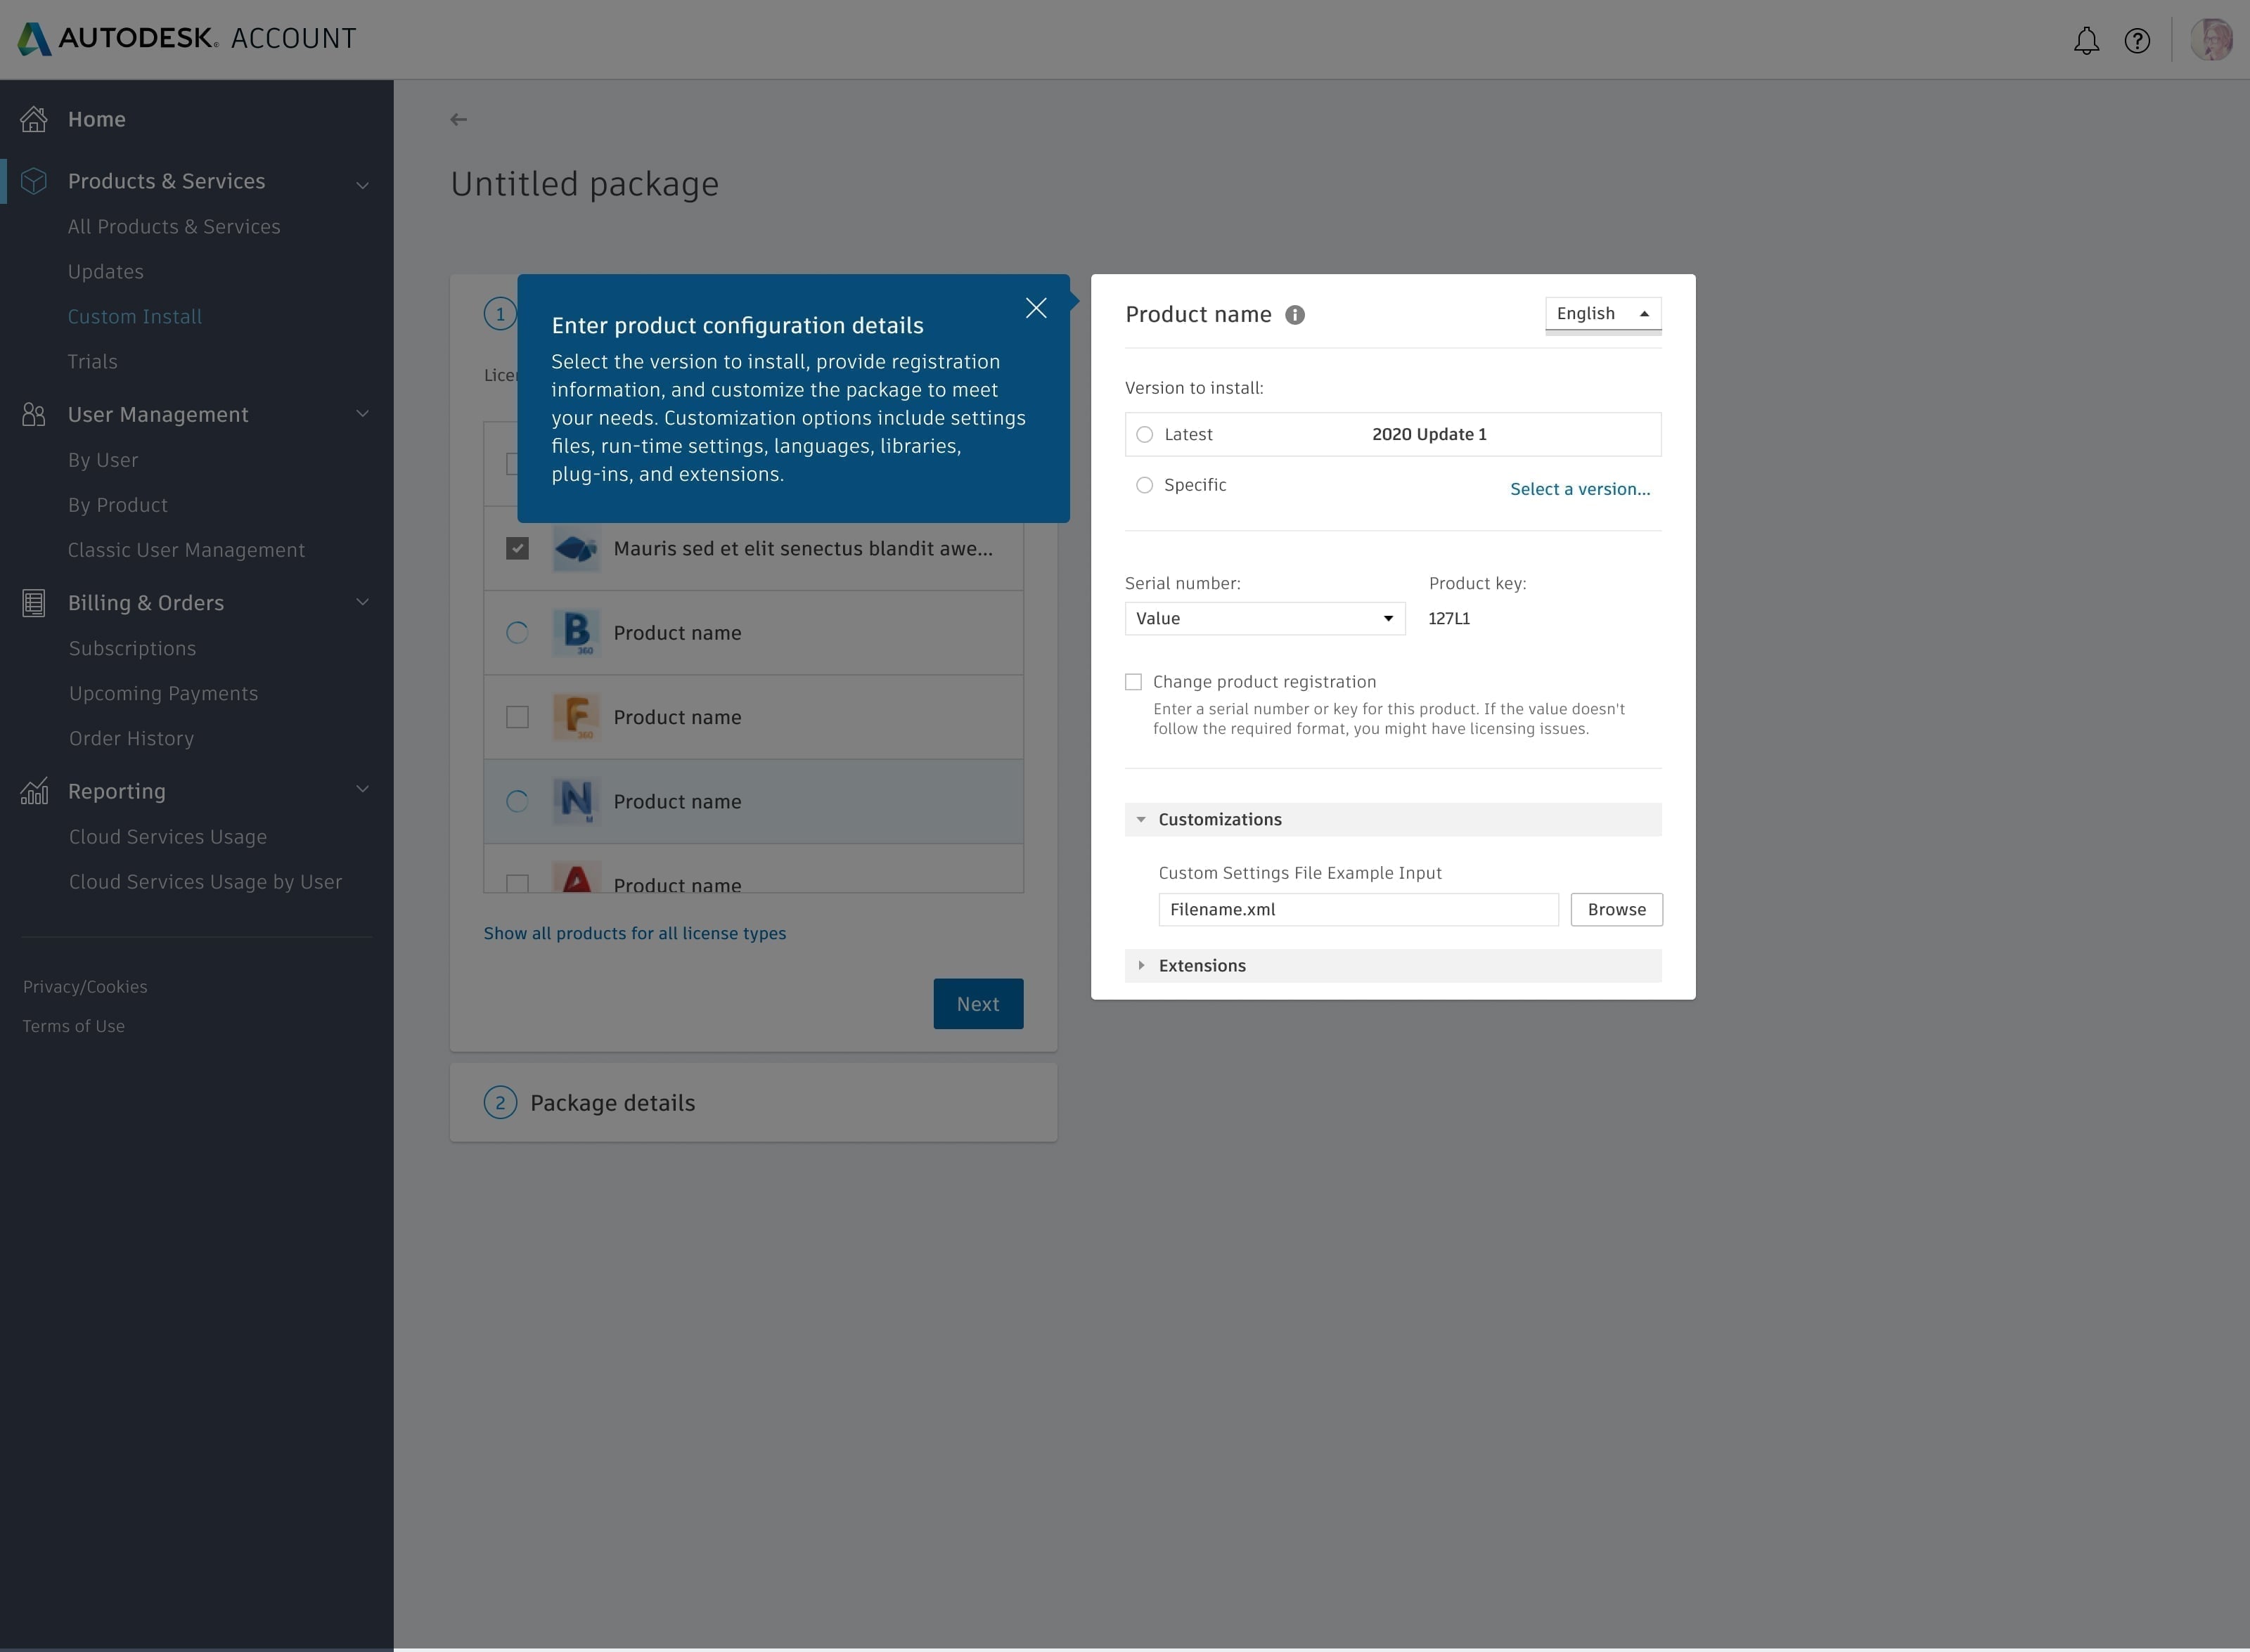 AUTODESK® ACCOUNT
Home
Products & Services
All Products & Services
Updates
Custom Install
Trials
User Management
By User
By Product
Classic User Management
Billing & Orders
Subscriptions
Upcoming Payments
Order History
Reporting
Cloud Services Usage
Cloud Services Usage by User
Privacy/Cookies
Terms of Use
Untitled package
1
Enter product configuration details
Select the version to install, provide registration
information, and customize the package to meet
your needs. Customization options include settings
files, run-time settings, languages, libraries,
plug-ins, and extensions.
Mauris sed et elit senectus blandit awe...
B 360 Product name
F 360 Product name
N M Product name
A Product name
Show all products for all license types
Next
2 Package details
Product name
English
Version to install:
Latest 2020 Update 1
Specific
Select a version...
Serial number: Product key:
Value 127L1
Change product registration
Enter a serial number or key for this product. If the value doesn't
follow the required format, you might have licensing issues.
Customizations
Custom Settings File Example Input
Filename.xml Browse
Extensions